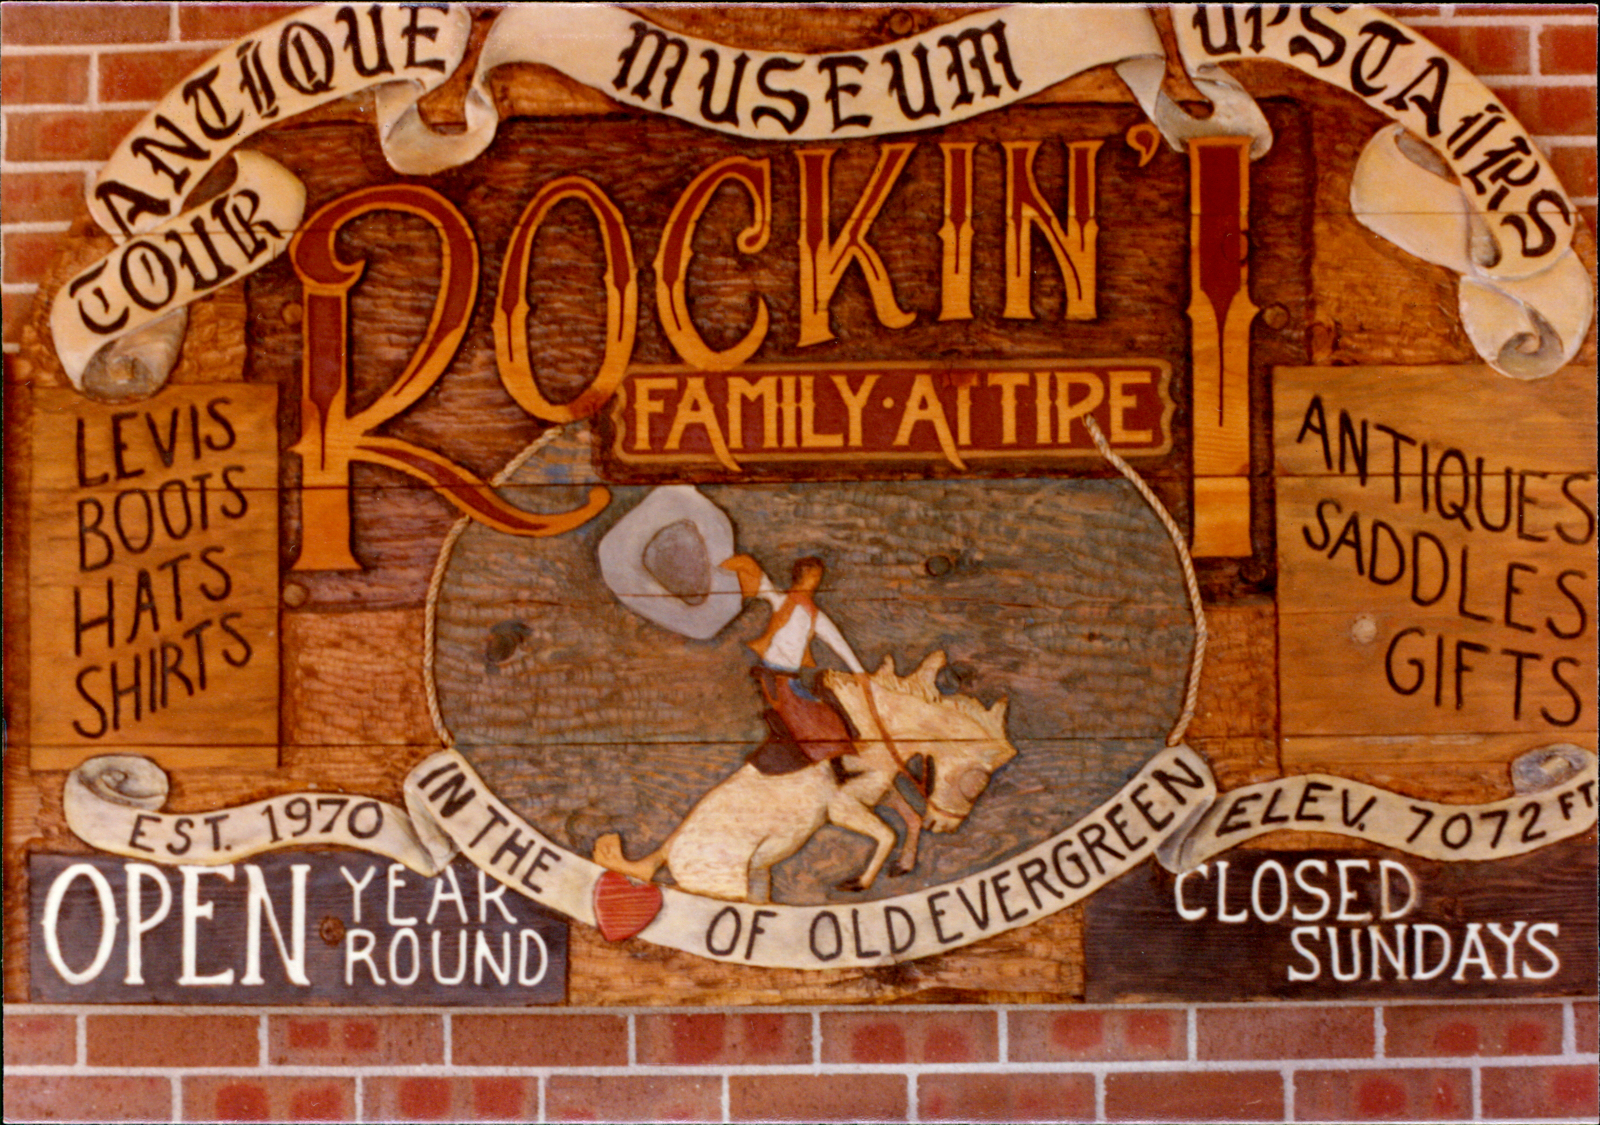 TOUR ANTIQUE MUSEUM UPSTAIRS
ROCKIN' I
FAMILY · ATTIRE
LEVIS
BOOTS
HATS
SHIRTS
ANTIQUES
SADDLES
GIFTS
EST. 1970
IN THE ♥ OF OLD EVERGREEN
ELEV. 7072 FT
OPEN YEAR ROUND
CLOSED
SUNDAYS